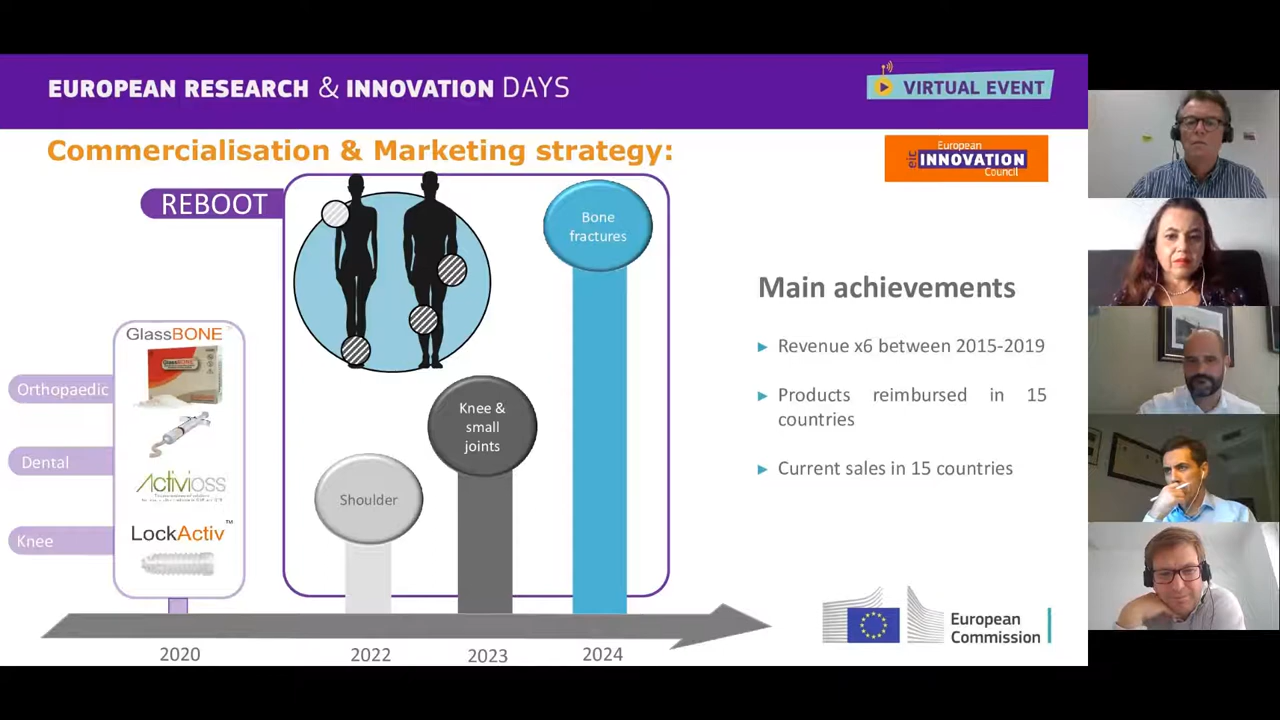 EUROPEAN RESEARCH & INNOVATION DAYS
VIRTUAL EVENT
Commercialisation & Marketing strategy:
European
eic INNOVATION
Council
REBOOT
Bone
fractures
GlassBONE
Orthopaedic
Dental
Activioss
LockActiv™
Knee
Knee &
small
joints
Shoulder
Main achievements
Revenue x6 between 2015-2019
Products reimbursed in 15
countries
Current sales in 15 countries
European
Commission
2020
2022
2023
2024